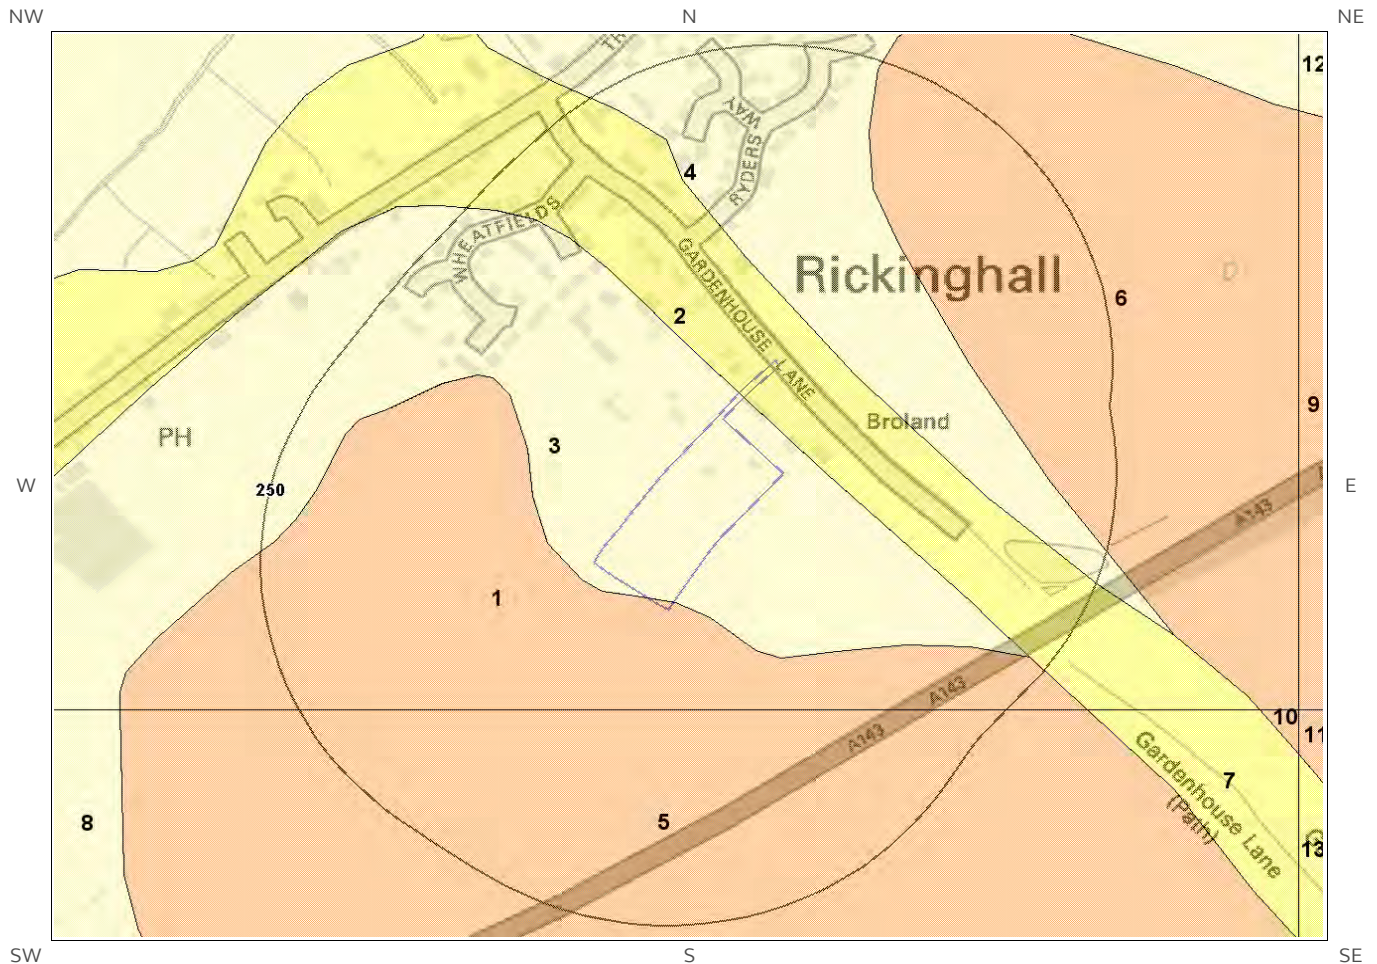 NW
N
NE
12
TR
WAY
RYDERS
4
WHEATFIELDS
GARDENHOUSE LANE
Rickinghall
D
6
2
9
Broland
PH
3
W
E
250
A143
1
A143
10
A143
11
Gardenhouse Lane
(Path)
7
8
5
G
13
SW
S
SE